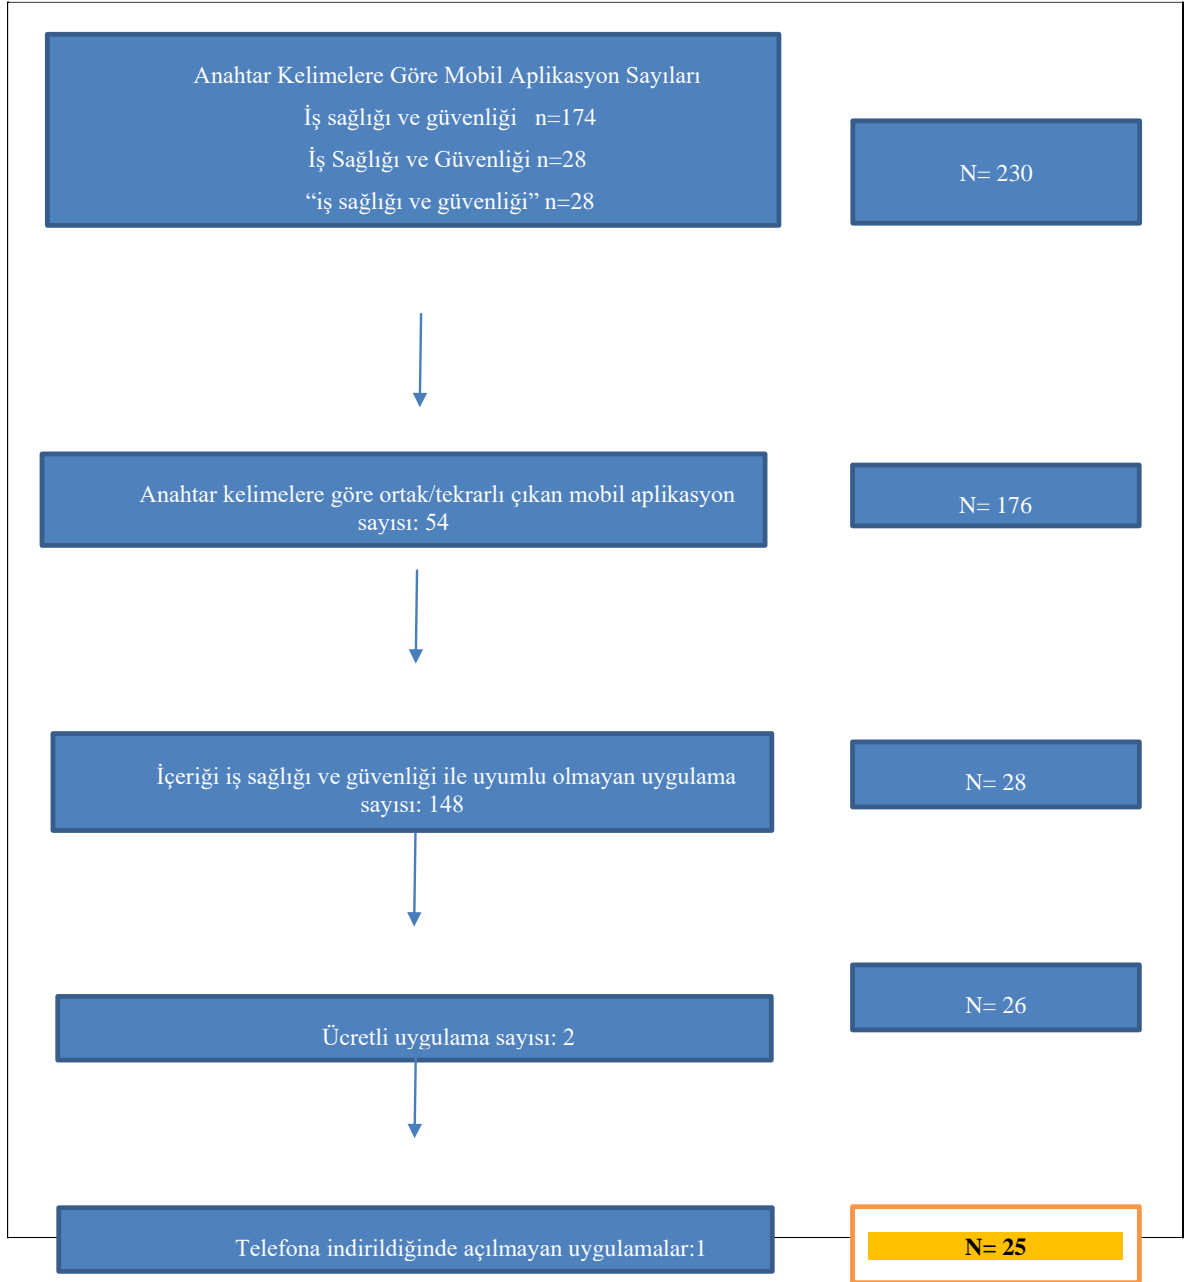 Anahtar Kelimelere Göre Mobil Aplikasyon Sayıları
İş sağlığı ve güvenliği n=174
İş Sağlığı ve Güvenliği n=28
“iş sağlığı ve güvenliği” n=28
N= 230
Anahtar kelimelere göre ortak/tekrarlı çıkan mobil aplikasyon
sayısı: 54
N= 176
İçeriği iş sağlığı ve güvenliği ile uyumlu olmayan uygulama
sayısı: 148
N= 28
Ücretli uygulama sayısı: 2
N= 26
Telefona indirildiğinde açılmayan uygulamalar:1
N= 25